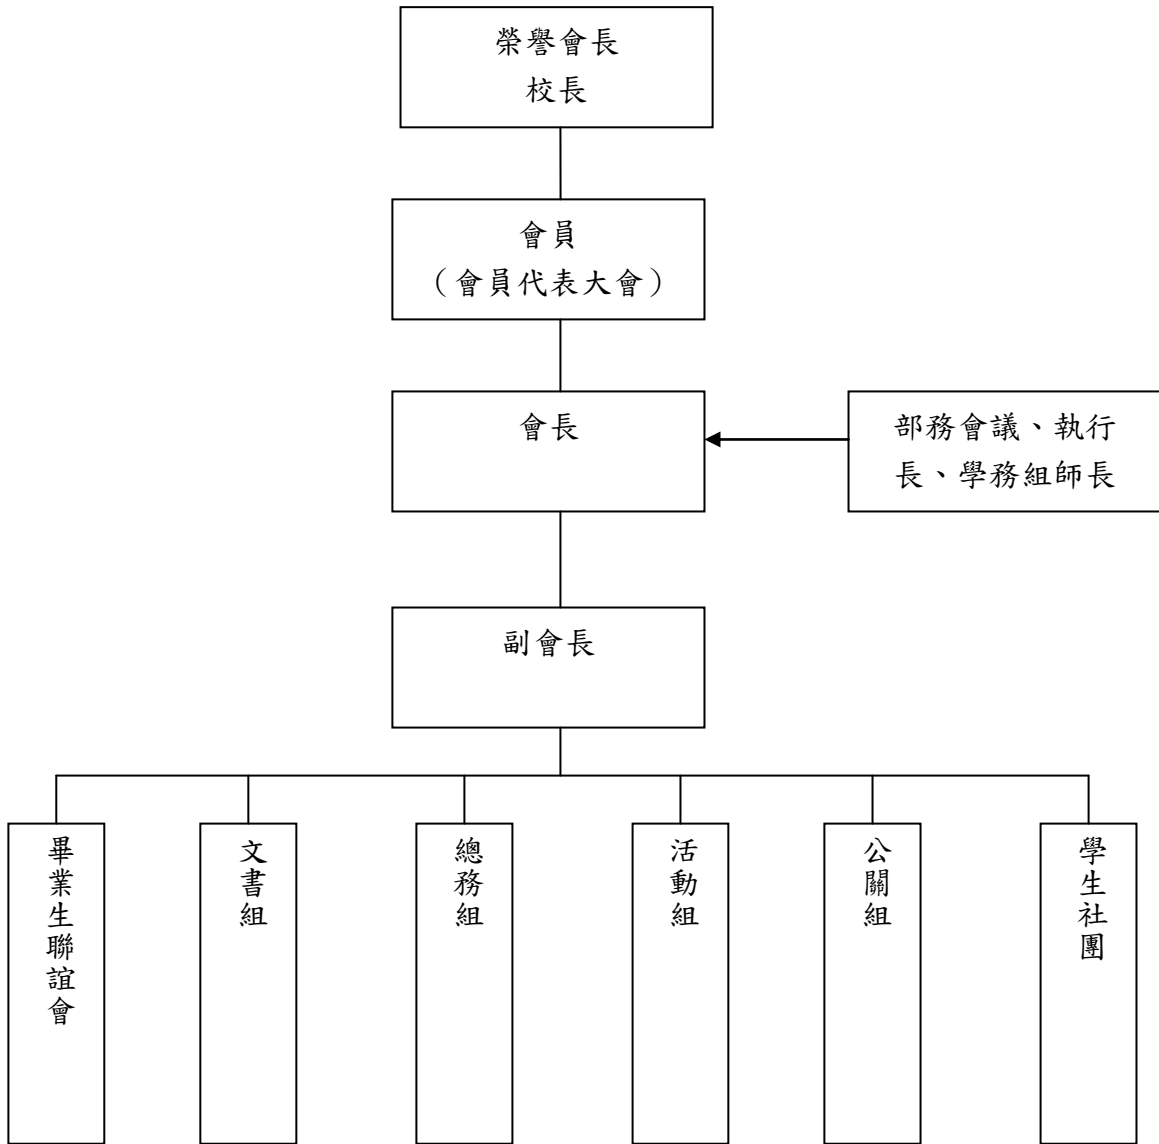 榮譽會長
校長
會員
（會員代表大會）
會長
部務會議、執行
長、學務組師長
副會長
畢業生聯誼會
文書組
總務組
活動組
公關組
學生社團